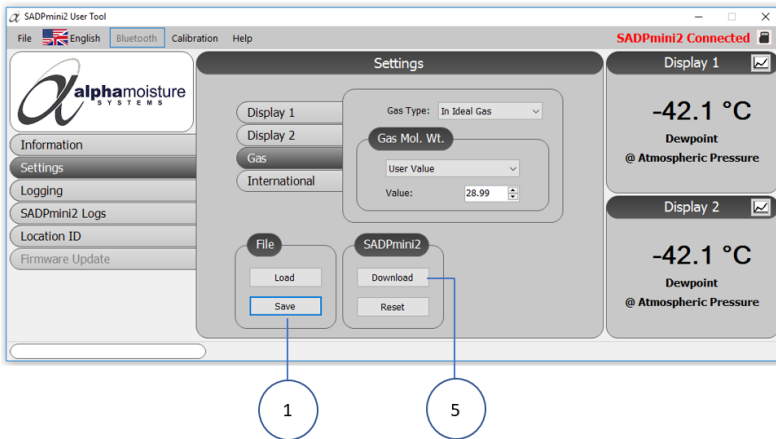 SADPmini2 User Tool
File English Bluetooth Calibration Help SADPmini2 Connected
alphamoisture
SYSTEMS
Information
Settings
Logging
SADPmini2 Logs
Location ID
Firmware Update
Settings
Display 1
Display 2
Gas
International
Gas Type: In Ideal Gas
Gas Mol. Wt.
User Value
Value: 28.99
File
Load
Save
SADPmini2
Download
Reset
Display 1
-42.1 °C
Dewpoint
@ Atmospheric Pressure
Display 2
-42.1 °C
Dewpoint
@ Atmospheric Pressure
1
5